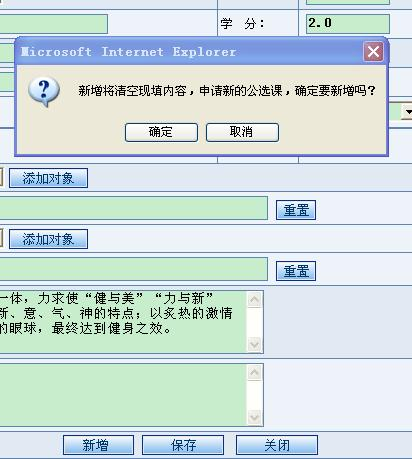 学 分： 2.0
Microsoft Internet Explorer
新增将清空现填内容，申请新的公选课，确定要新增吗？
确定 取消
添加对象
重置
添加对象
重置
一体，力求使“健与美”“力与新”
新、意、气、神的特点；以炙热的激情
的眼球，最终达到健身之效。
新增 保存 关闭